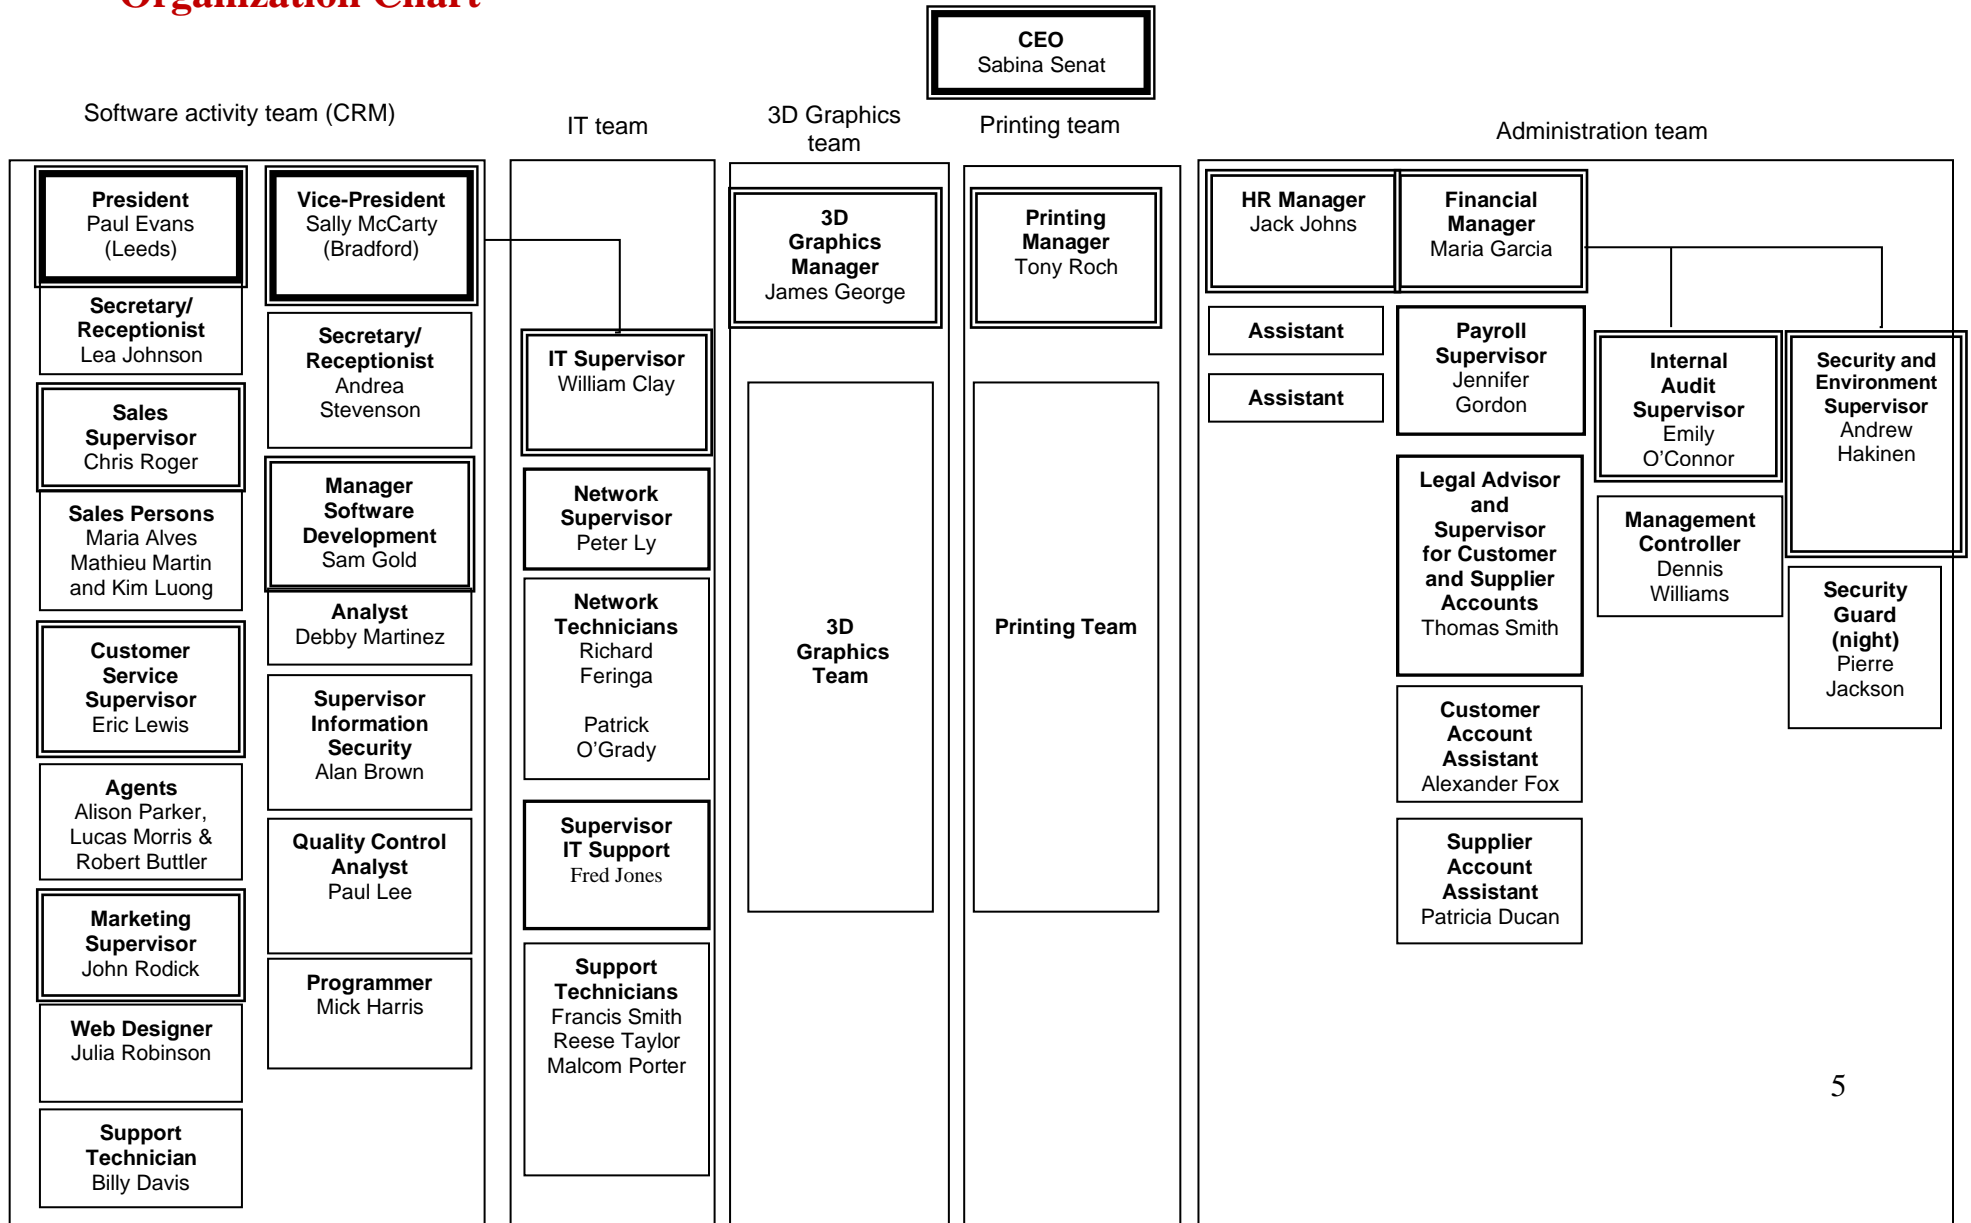 Organization Chart
CEO
Sabina Senat
Software activity team (CRM)
President
Paul Evans
(Leeds)
Secretary/
Receptionist
Lea Johnson
Sales
Supervisor
Chris Roger
Sales Persons
Maria Alves
Mathieu Martin
and Kim Luong
Customer
Service
Supervisor
Eric Lewis
Agents
Alison Parker,
Lucas Morris &
Robert Buttler
Marketing
Supervisor
John Rodick
Web Designer
Julia Robinson
Support
Technician
Billy Davis
Vice-President
Sally McCarty
(Bradford)
Secretary/
Receptionist
Andrea
Stevenson
Manager
Software
Development
Sam Gold
Analyst
Debby Martinez
Supervisor
Information
Security
Alan Brown
Quality Control
Analyst
Paul Lee
Programmer
Mick Harris
IT team
IT Supervisor
William Clay
Network
Supervisor
Peter Ly
Network
Technicians
Richard
Feringa
Patrick
O'Grady
Supervisor
IT Support
Fred Jones
Support
Technicians
Francis Smith
Reese Taylor
Malcom Porter
3D Graphics
team
3D
Graphics
Manager
James George
3D
Graphics
Team
Printing team
Printing
Manager
Tony Roch
Printing Team
Administration team
HR Manager
Jack Johns
Assistant
Assistant
Financial
Manager
Maria Garcia
Payroll
Supervisor
Jennifer
Gordon
Legal Advisor
and
Supervisor
for Customer
and Supplier
Accounts
Thomas Smith
Customer
Account
Assistant
Alexander Fox
Supplier
Account
Assistant
Patricia Ducan
Internal
Audit
Supervisor
Emily
O'Connor
Management
Controller
Dennis
Williams
Security and
Environment
Supervisor
Andrew
Hakinen
Security
Guard
(night)
Pierre
Jackson
5